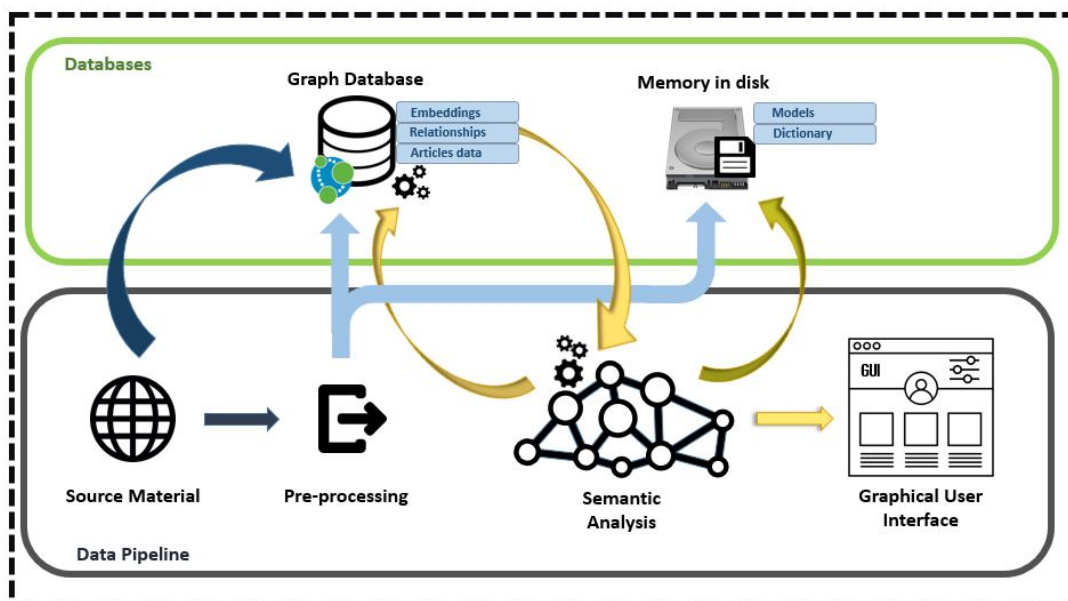 Databases
Graph Database
Embeddings
Relationships
Articles data
Memory in disk
Models
Dictionary
Source Material
Pre-processing
Semantic
Analysis
GUI
Graphical User
Interface
Data Pipeline